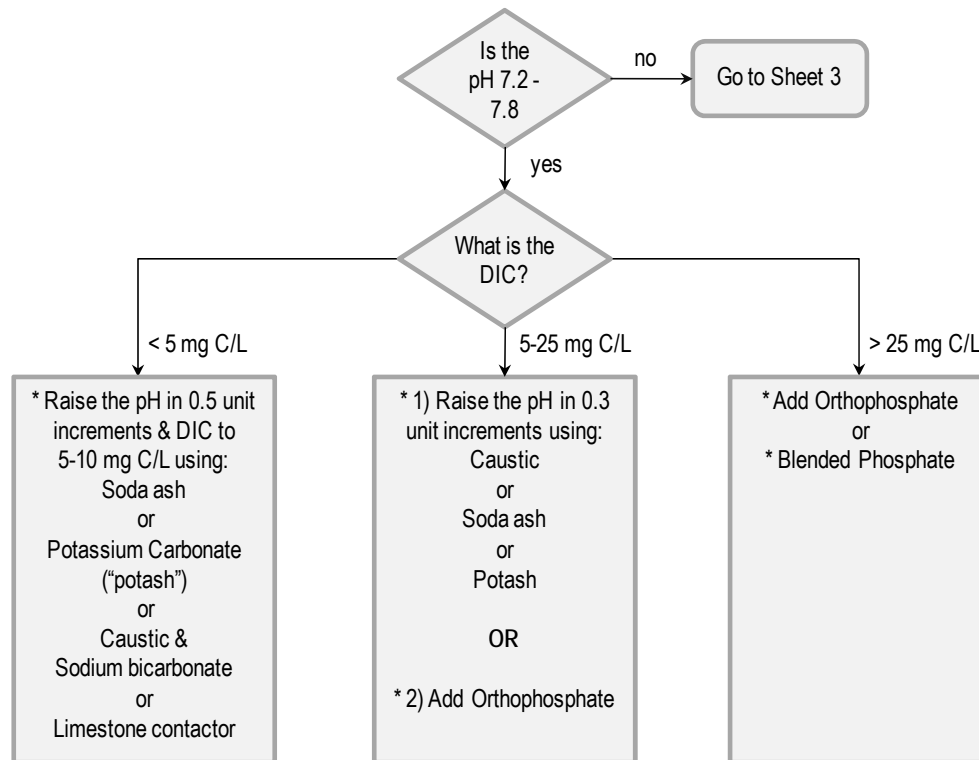 Is the
pH 7.2 -
7.8
no
Go to Sheet 3
yes
What is the
DIC?
< 5 mg C/L
5-25 mg C/L
> 25 mg C/L
* Raise the pH in 0.5 unit
increments & DIC to
5-10 mg C/L using:
Soda ash
or
Potassium Carbonate
(“potash”)
or
Caustic &
Sodium bicarbonate
or
Limestone contactor
* 1) Raise the pH in 0.3
unit increments using:
Caustic
or
Soda ash
or
Potash
OR
* 2) Add Orthophosphate
* Add Orthophosphate
or
* Blended Phosphate